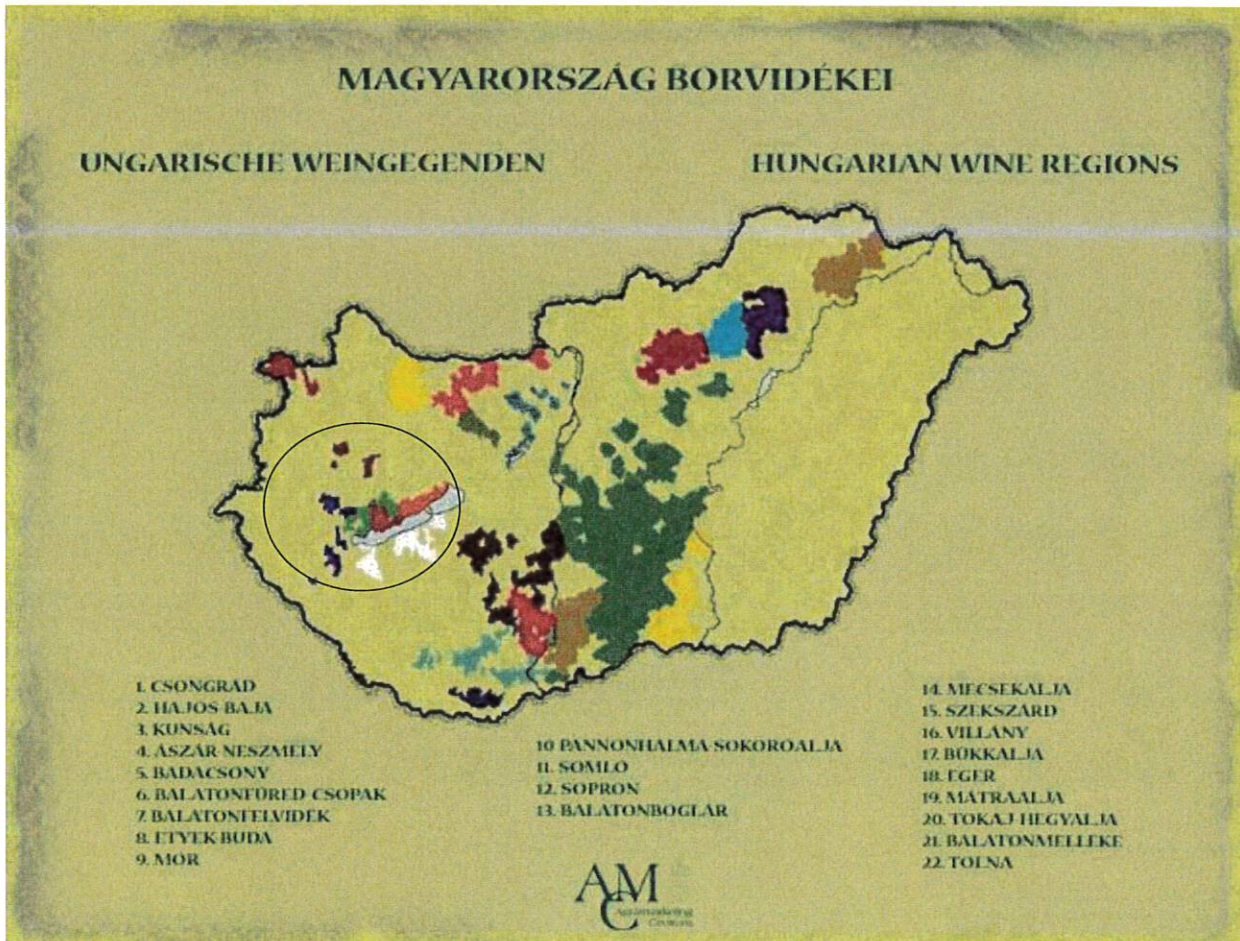 MAGYARORSZÁG BORVIDÉKEI
UNGARISCHE WEINGEGENDEN
HUNGARIAN WINE REGIONS
1. CSONGRÁD
2. HAJÓS-BAJA
3. KUNSÁG
4. ÁSZÁR-NESZMÉLY
5. BADACSONY
6. BALATONFÜRED-CSOPAK
7. BALATONFELVIDÉK
8. ETYEK-BUDA
9. MÓR
10 PANNONHALMA-SOKORÓALJA
11. SOMLÓ
12. SOPRON
13. BALATONBOGLÁR
14. MECSEKALJA
15. SZEKSZÁRD
16. VILLÁNY
17. BÜKKALJA
18. EGER
19. MÁTRAALJA
20. TOKAJ-HEGYALJA
21. BALATONMELLÉKE
22. TOLNA
AMC
Agrármarketing
Centrum